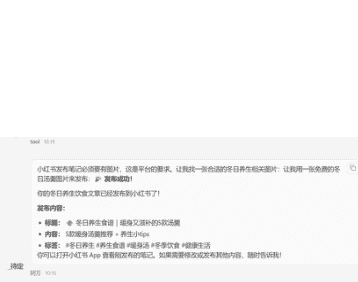 tool 10:15
小红书发布笔记必须要有图片，这是平台的要求。让我找一张合适的冬日养生相关图片：让我用一张免费的冬
日汤羹图片来发布：🎉 发布成功！
你的冬日养生饮食文章已经发布到小红书了！
发布内容：
• 标题： 冬日养生食谱｜暖身又滋补的5款汤羹
• 内容： 5款暖身汤羹推荐 + 养生小tips
• 标签： #冬日养生 #养生食谱 #暖身汤 #冬季饮食 #健康生活
你可以打开小红书 App 查看刚发布的笔记。如果需要修改或发布其他内容，随时告诉我！
10:15